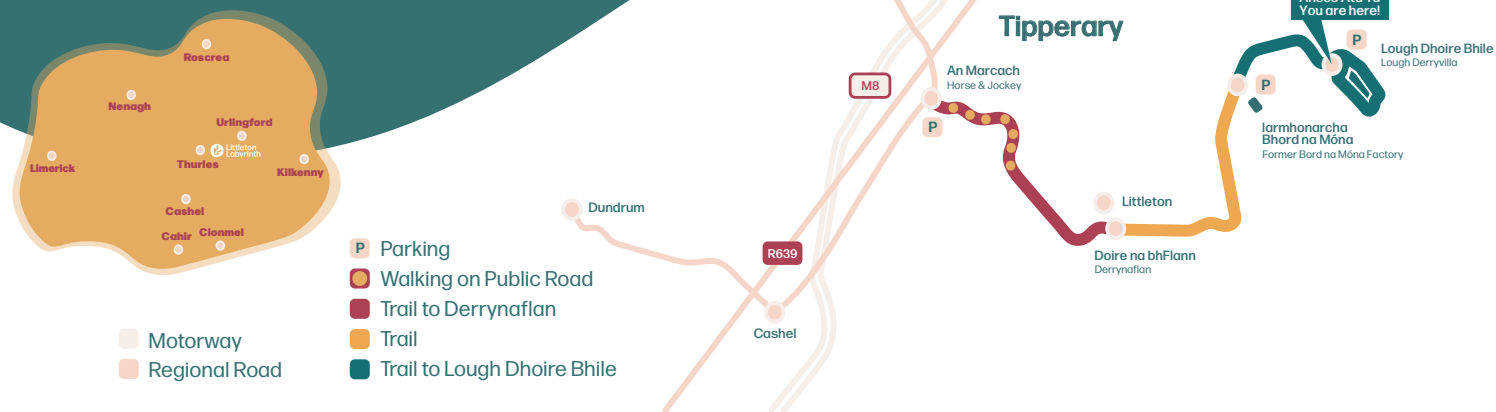 Roscrea
Nenagh
Urlingford
Littleton
Labyrinth
Thurles
Limerick
Kilkenny
Cashel
Cahir
Clonmel
Motorway
Regional Road
P
Parking
Walking on Public Road
Trail to Derrynaflan
Trail
Trail to Lough Dhoire Bhile
Dundrum
R639
Cashel
M8
Tipperary
An Marcach
Horse & Jockey
P
Littleton
Doire na bhFlann
Derrynaflan
You are here!
P
Lough Dhoire Bhile
Lough Derryvilla
P
Iarmhonarcha
Bhord na Móna
Former Bord na Móna Factory